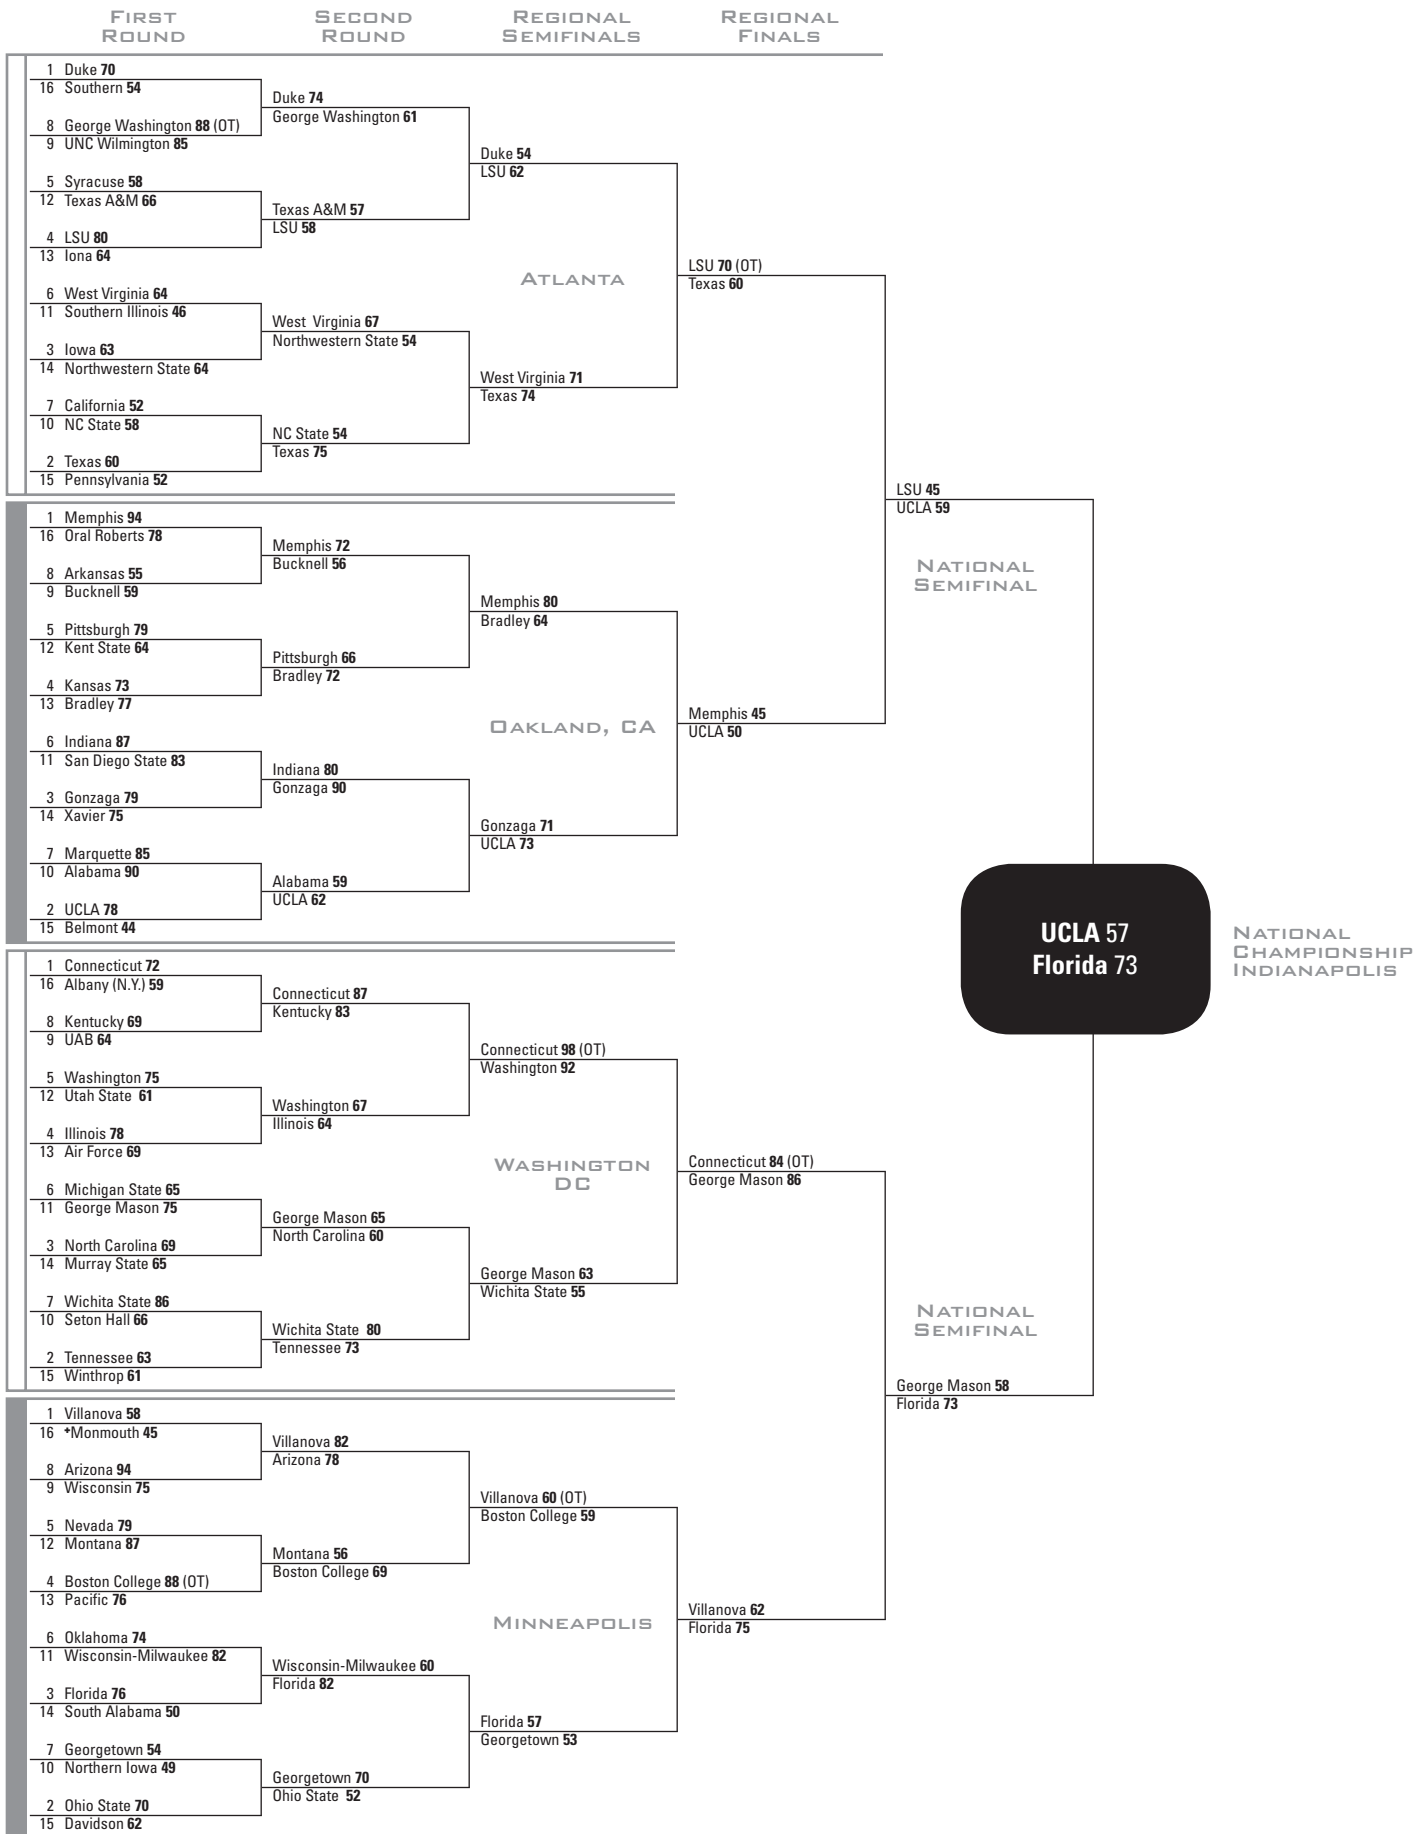 FIRST ROUND
SECOND ROUND
REGIONAL SEMIFINALS
REGIONAL FINALS
1 Duke 70
16 Southern 54
8 George Washington 88 (OT)
9 UNC Wilmington 85
5 Syracuse 58
12 Texas A&M 66
4 LSU 80
13 Iona 64
6 West Virginia 64
11 Southern Illinois 46
3 Iowa 63
14 Northwestern State 64
7 California 52
10 NC State 58
2 Texas 60
15 Pennsylvania 52
Duke 74
George Washington 61
Texas A&M 57
LSU 58
West Virginia 67
Northwestern State 54
NC State 54
Texas 75
Duke 54
LSU 62
ATLANTA
West Virginia 71
Texas 74
LSU 70 (OT)
Texas 60
1 Memphis 94
16 Oral Roberts 78
8 Arkansas 55
9 Bucknell 59
5 Pittsburgh 79
12 Kent State 64
4 Kansas 73
13 Bradley 77
6 Indiana 87
11 San Diego State 83
3 Gonzaga 79
14 Xavier 75
7 Marquette 85
10 Alabama 90
2 UCLA 78
15 Belmont 44
Memphis 72
Bucknell 56
Pittsburgh 66
Bradley 72
Indiana 80
Gonzaga 90
Alabama 59
UCLA 62
Memphis 80
Bradley 64
OAKLAND, CA
Gonzaga 71
UCLA 73
Memphis 45
UCLA 50
LSU 45
UCLA 59
NATIONAL
SEMIFINAL
1 Connecticut 72
16 Albany (N.Y.) 59
8 Kentucky 69
9 UAB 64
5 Washington 75
12 Utah State 61
4 Illinois 78
13 Air Force 69
6 Michigan State 65
11 George Mason 75
3 North Carolina 69
14 Murray State 65
7 Wichita State 86
10 Seton Hall 66
2 Tennessee 63
15 Winthrop 61
Connecticut 87
Kentucky 83
Washington 67
Illinois 64
George Mason 65
North Carolina 60
Wichita State 80
Tennessee 73
Connecticut 98 (OT)
Washington 92
WASHINGTON
DC
George Mason 63
Wichita State 55
Connecticut 84 (OT)
George Mason 86
1 Villanova 58
16 +Monmouth 45
8 Arizona 94
9 Wisconsin 75
5 Nevada 79
12 Montana 87
4 Boston College 88 (OT)
13 Pacific 76
6 Oklahoma 74
11 Wisconsin-Milwaukee 82
3 Florida 76
14 South Alabama 50
7 Georgetown 54
10 Northern Iowa 49
2 Ohio State 70
15 Davidson 62
Villanova 82
Arizona 78
Montana 56
Boston College 69
Wisconsin-Milwaukee 60
Florida 82
Georgetown 70
Ohio State 52
Villanova 60 (OT)
Boston College 59
MINNEAPOLIS
Florida 57
Georgetown 53
Villanova 62
Florida 75
NATIONAL
SEMIFINAL
George Mason 58
Florida 73
UCLA 57
Florida 73
NATIONAL
CHAMPIONSHIP
INDIANAPOLIS